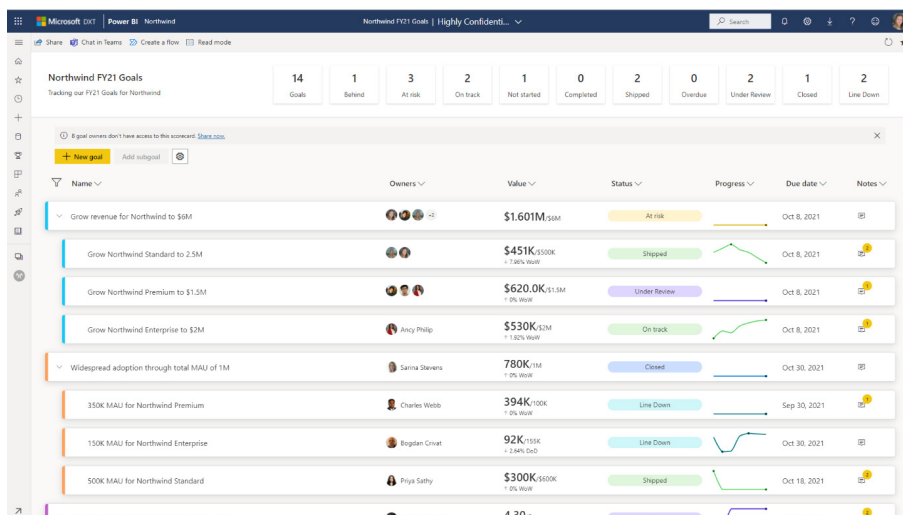 Microsoft DXT Power BI Northwind
Northwind FY21 Goals | Highly Confidenti...
Search
Share Chat in Teams Create a flow Read mode
Northwind FY21 Goals
Tracking our FY21 Goals for Northwind
14 1 3 2 1 0 2 0 2 1 2
Goals Behind At risk On track Not started Completed Shipped Overdue Under Review Closed Line Down
8 goal owners don't have access to this scorecard. Share now.
New goal Add subgoal
Name Owners Value Status Progress Due date Notes
Grow revenue for Northwind to $6M +2 $1.601M/$6M At risk Oct 8, 2021
Grow Northwind Standard to 2.5M $451K/$500K Shipped Oct 8, 2021 2
↓ 7.96% WoW
Grow Northwind Premium to $1.5M $620.0K/$1.5M Under Review Oct 8, 2021 1
↑ 0% WoW
Grow Northwind Enterprise to $2M Ancy Philip $530K/$2M On track Oct 8, 2021 1
↑ 1.92% WoW
Widespread adoption through total MAU of 1M Sanna Stevens 780K/1M Closed Oct 30, 2021
↑ 0% WoW
350K MAU for Northwind Premium Charles Webb 394K/100K Line Down Sep 30, 2021 1
↑ 0% WoW
150K MAU for Northwind Enterprise Bogdan Crivat 92K/155K Line Down Oct 30, 2021
↓ 2.64% DoD
500K MAU for Northwind Standard Priya Sathy $300K/$600K Shipped Oct 18, 2021 2
↑ 0% WoW